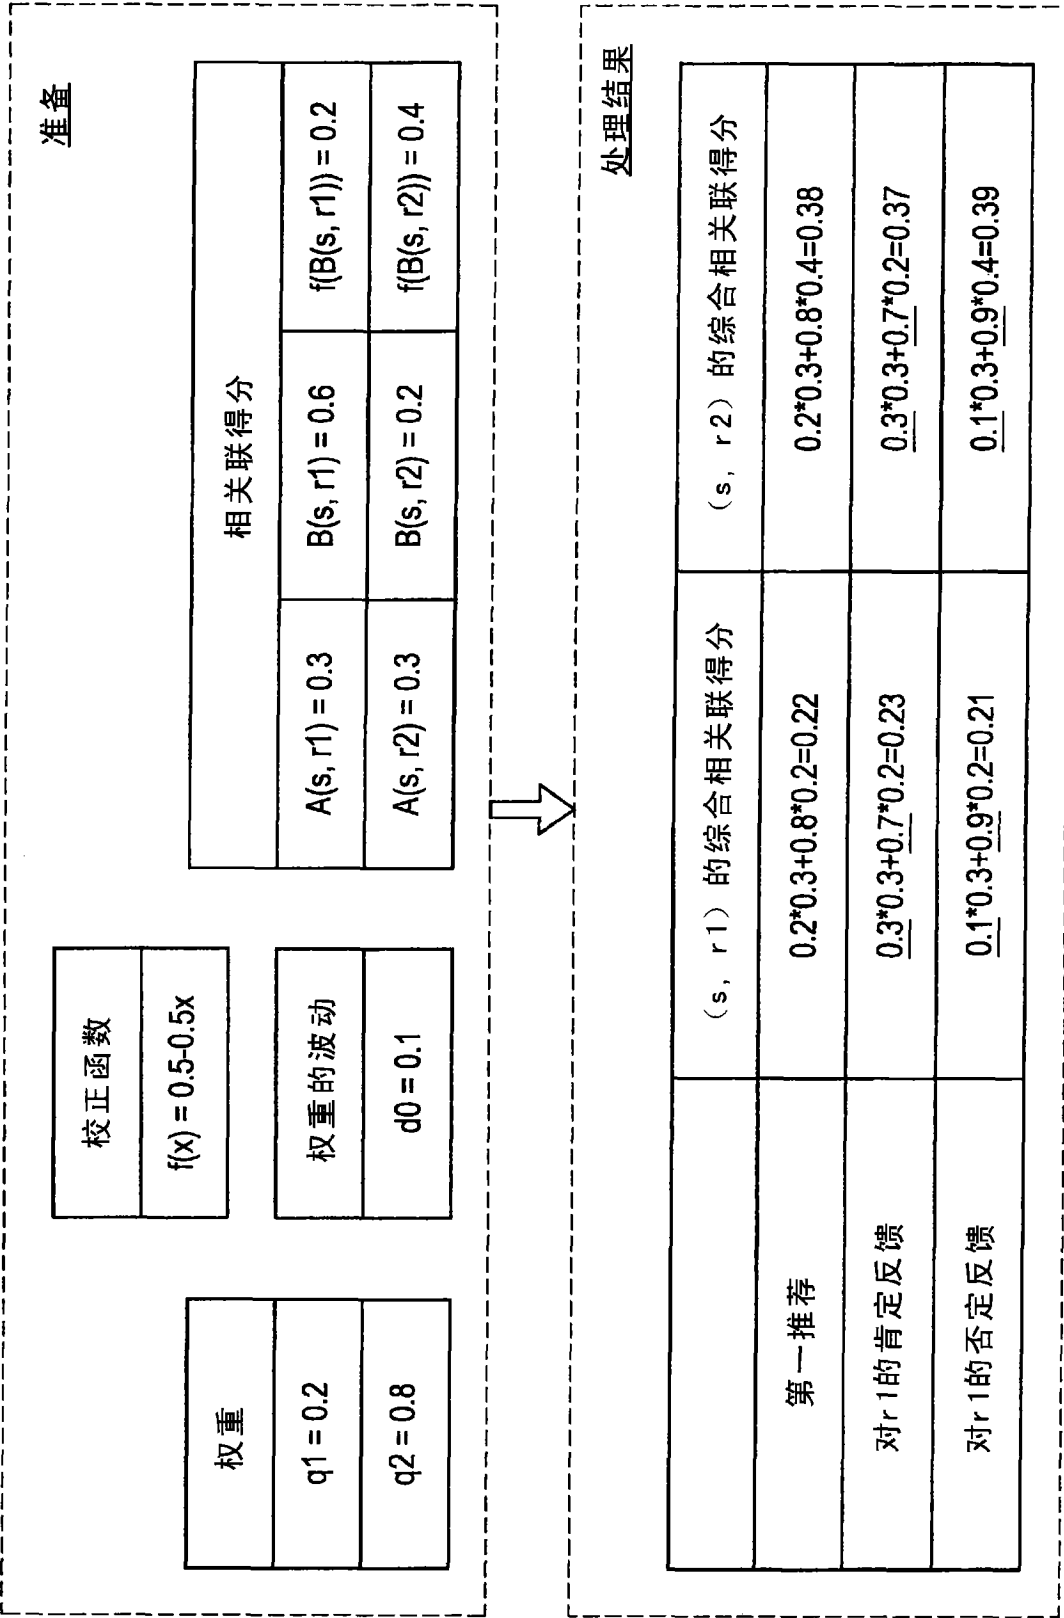 准备
权重
q1 = 0.2
q2 = 0.8
校正函数
f(x) = 0.5-0.5x
权重的波动
d0 = 0.1
相关联得分
A(s, r1) = 0.3 B(s, r1) = 0.6 f(B(s, r1)) = 0.2
A(s, r2) = 0.3 B(s, r2) = 0.2 f(B(s, r2)) = 0.4
处理结果
(s, r1) 的综合相关联得分 (s, r2) 的综合相关联得分
第一推荐 0.2*0.3+0.8*0.2=0.22 0.2*0.3+0.8*0.4=0.38
对r1的肯定反馈 0.3*0.3+0.7*0.2=0.23 0.3*0.3+0.7*0.2=0.37
对r1的否定反馈 0.1*0.3+0.9*0.2=0.21 0.1*0.3+0.9*0.4=0.39